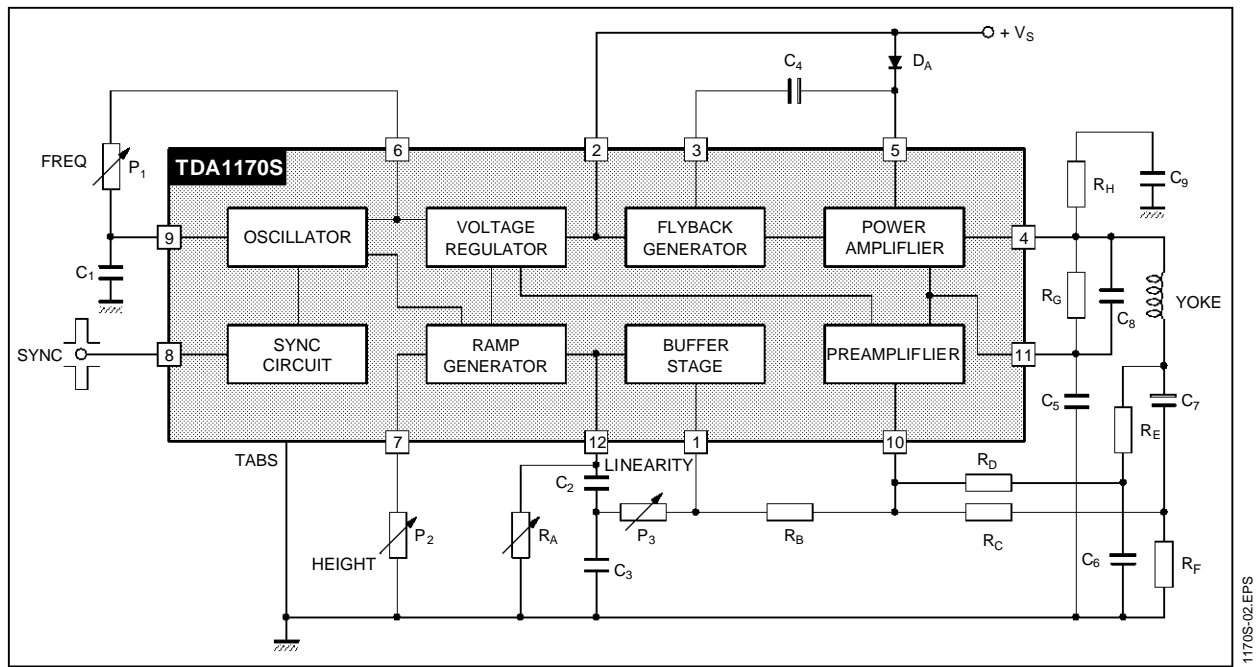 + VS
C4
DA
FREQ
P1
6
2
3
5
TDA1170S
RH
C9
9
OSCILLATOR
VOLTAGE
REGULATOR
FLYBACK
GENERATOR
POWER
AMPLIFLIER
4
C1
RG
C8
YOKE
SYNC
8
SYNC
CIRCUIT
RAMP
GENERATOR
BUFFER
STAGE
PREAMPLIFLIER
11
C5
C7
RE
7
12
1
10
TABS
LINEARITY
C2
RD
HEIGHT
P2
RA
P3
RB
RC
C3
C6
RF
1170S-02.EPS